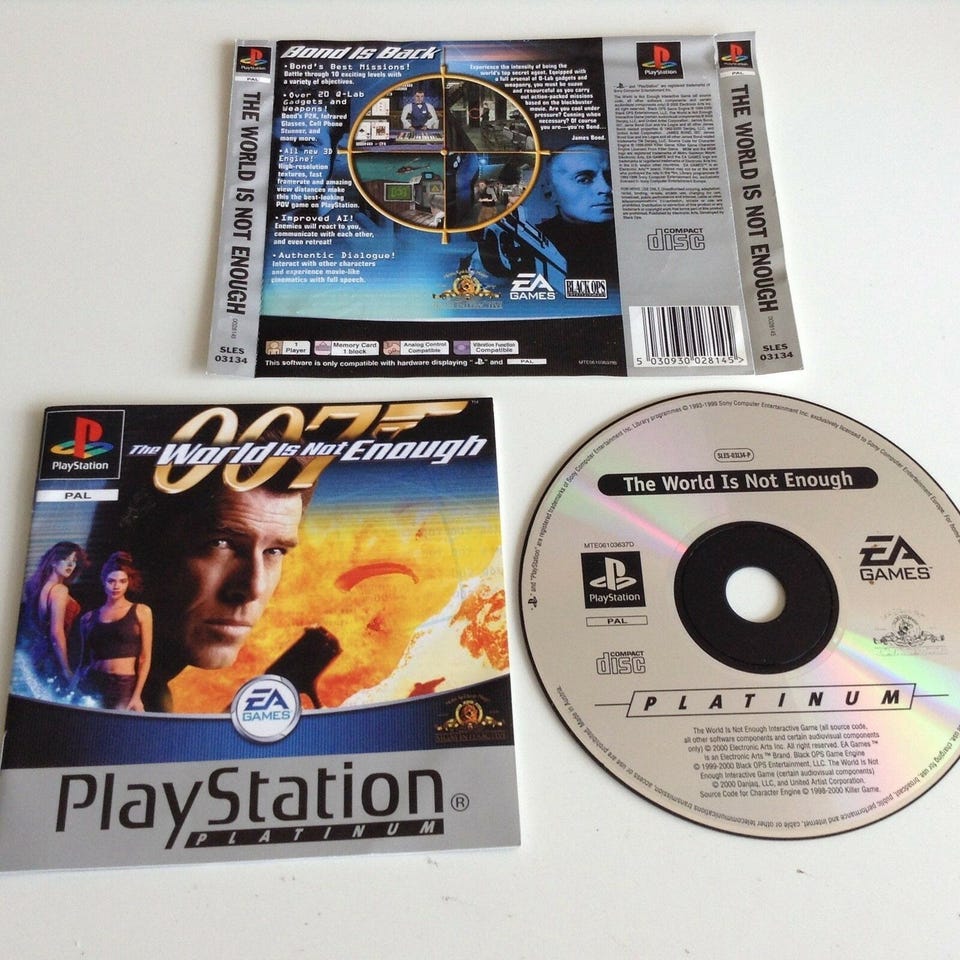 PlayStation
PAL
THE WORLD IS NOT ENOUGH
0028145
SLES
03134
Bond Is Back
• Bond's Best Missions!
Battle through 10 exciting levels with
a variety of objectives.
• Over 20 Q-Lab
Gadgets and
Weapons!
Bond's P2K, Infrared
Glasses, Cell Phone
Stunner, and
many more.
• All new 3D
Engine!
High-resolution
textures, fast
framerate and amazing
view distances make
this the best-looking
POV game on PlayStation.
• Improved AI!
Enemies will react to you,
communicate with each other,
and even retreat!
• Authentic Dialogue!
Interact with other characters
and experience movie-like
cinematics with full speech.
Experience the intensity of being the
world's top secret agent. Equipped with
a full arsenal of Q-Lab gadgets and
weaponry, you must be suave
and resourceful as you carry
out action-packed missions
based on the blockbuster
movie. Are you cool under
pressure? Cunning when
necessary? Of course
you are—you're Bond...
James Bond.
EA
GAMES
BLACK OPS
1
Player
Memory Card
1 block
Analog Control
Compatible
Vibration Function
Compatible
This software is only compatible with hardware displaying " " and PAL
MTE06103637IB
PlayStation
COMPACT
disc
5 030930 028145 >
PlayStation
PAL
THE WORLD IS NOT ENOUGH
0028145
SLES
03134
PlayStation
PAL
007
™
The World Is Not Enough
EA
GAMES
PlayStation®
PLATINUM
SLES-03134-P
The World Is Not Enough
MTE06103637D
PlayStation
PAL
EA
GAMES™
COMPACT
disc
PLATINUM
The World Is Not Enough Interactive Game (all source code,
all other software components and certain audiovisual components
only) © 2000 Electronic Arts Inc. All right reserved. EA Games™
is an Electronic Arts™ Brand. Black OPS Game Engine
© 1999-2000 Black OPS Entertainment, LLC. The World Is Not
Enough Interactive Game (certain audiovisual components)
© 2000 Danjaq, LLC, and United Artist Corporation.
Source Code for Character Engine © 1998-2000 Killer Game.